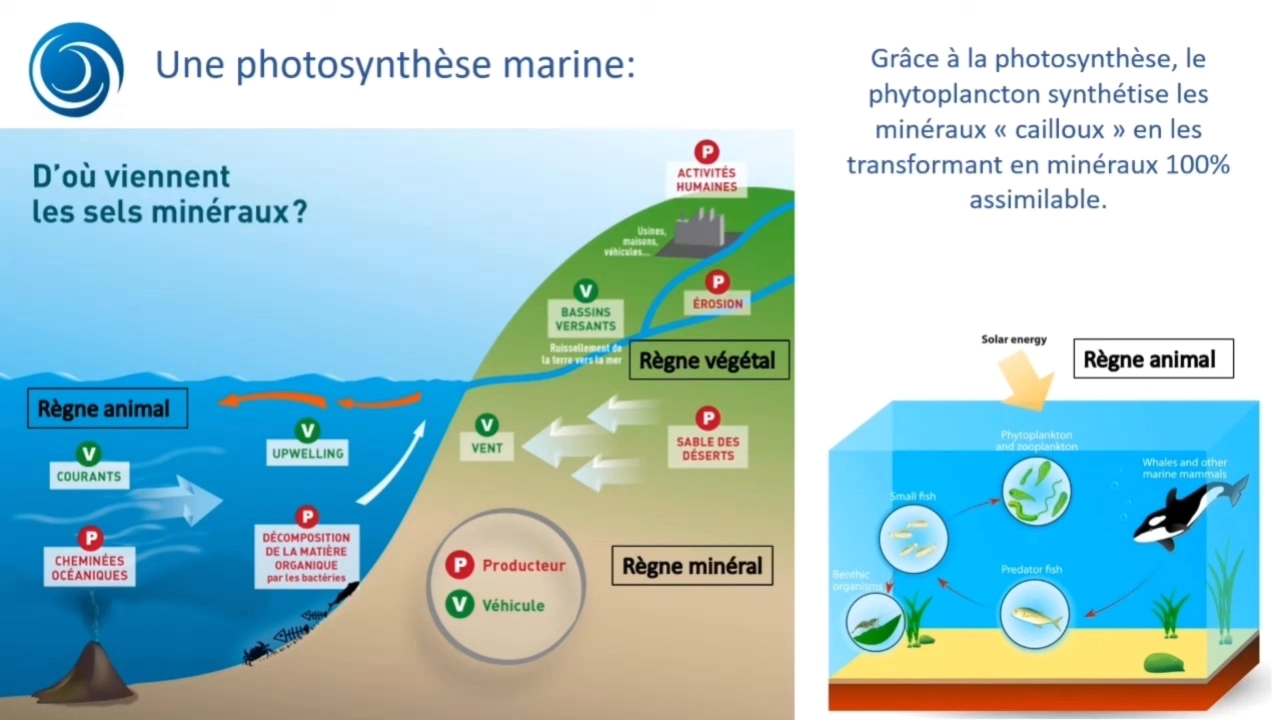 Une photosynthèse marine:
Grâce à la photosynthèse, le
phytoplancton synthétise les
minéraux « cailloux » en les
transformant en minéraux 100%
assimilable.
D’où viennent
les sels minéraux ?
P
ACTIVITÉS
HUMAINES
Usines,
maisons,
véhicules...
P
ÉROSION
V
BASSINS
VERSANTS
Ruissellement de
la terre vers la mer
Règne végétal
Règne animal
V
COURANTS
V
UPWELLING
V
VENT
P
SABLE DES
DÉSERTS
P
CHEMINÉES
OCÉANIQUES
P
DÉCOMPOSITION
DE LA MATIÈRE
ORGANIQUE
par les bactéries
P Producteur
V Véhicule
Règne minéral
Solar energy
Règne animal
Phytoplankton
and zooplankton
Whales and other
marine mammals
Small fish
Benthic
organisms
Predator fish